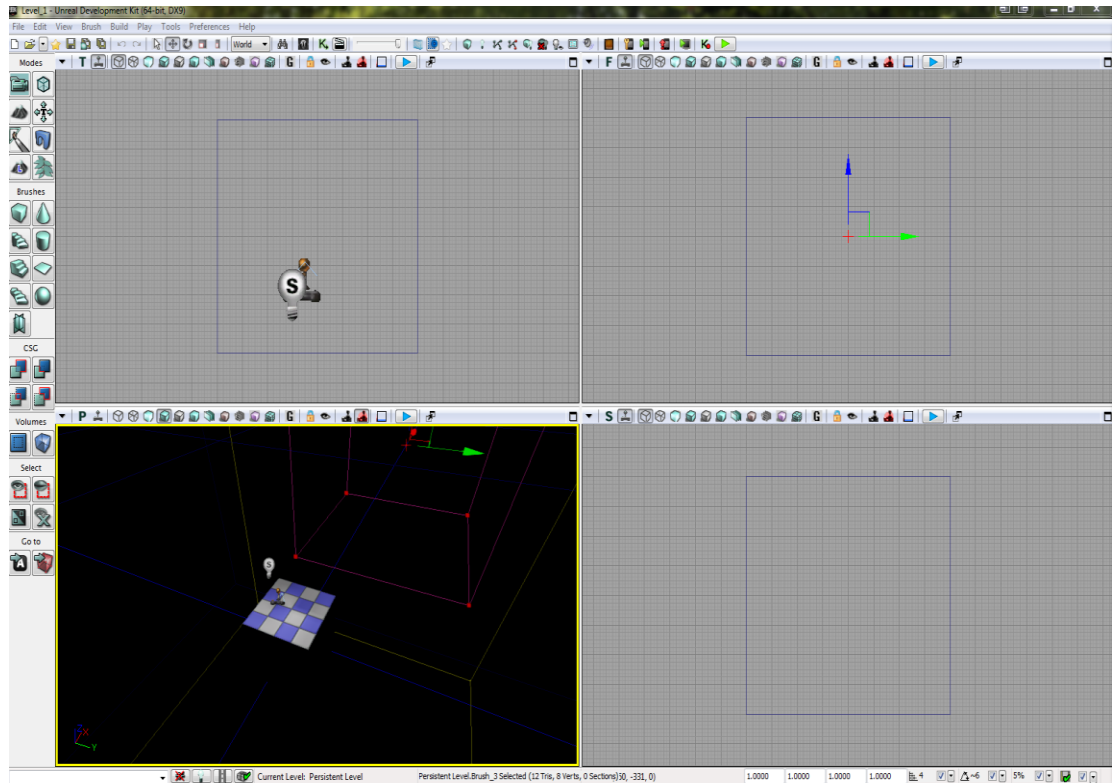 Level_1 - Unreal Development Kit (64-bit, DX9)
File Edit View Brush Build Play Tools Preferences Help
World
Modes
T
G
F
G
Brushes
CSG
P
G
S
G
Volumes
Select
Go to
A
S
S
X
Y
Current Level: Persistent Level
Persistent Level.Brush_3 Selected (12 Tris, 8 Verts, 0 Sections)50, -331, 0)
1.0000 1.0000 1.0000 1.0000 4 ~6 5%